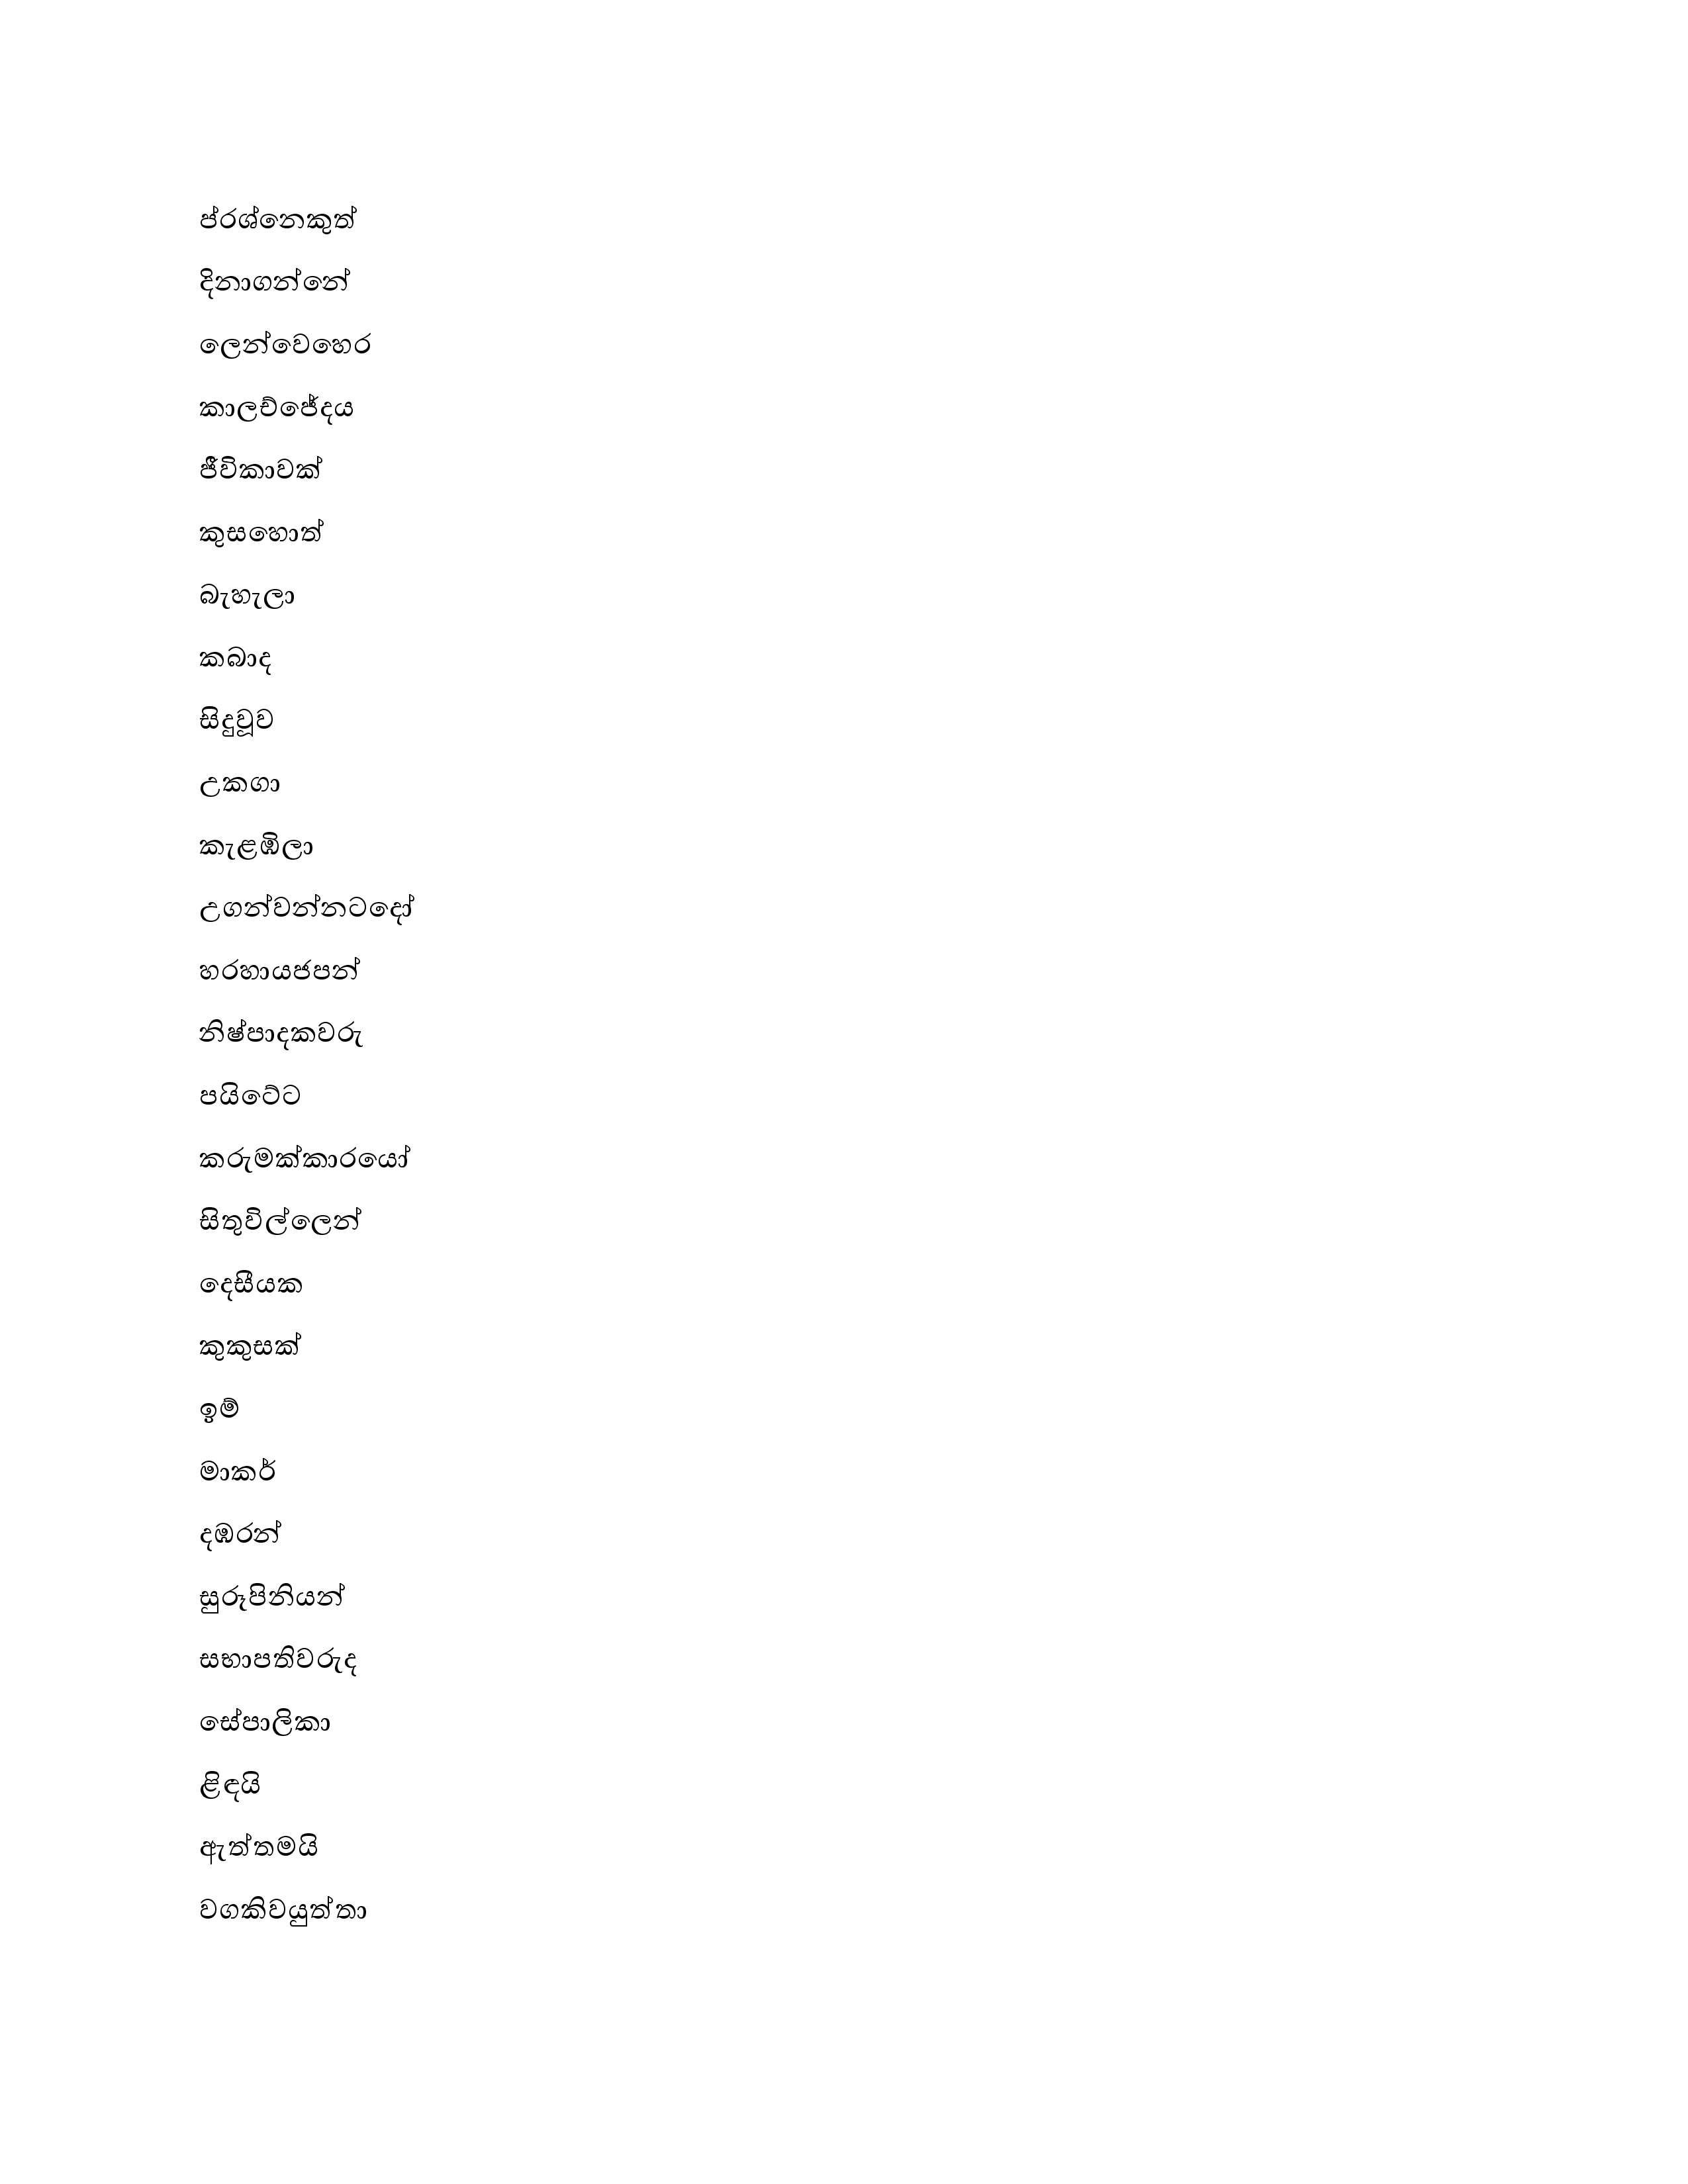 ප්රශ්නෙකුත්
දිනාගන්නේ
ලෙන්වෙහෙර
කාලච්ජේදය
ජීවිකාවක්
කුසහොත්
බැහැලා
කබාද
සිදුවූව
උකගා
කැළඹිලා
උගන්වන්නටදෝ
හරහායජපන්
නිෂ්පාදකවරු
පයිටේට
කරුමක්කාරයෝ
සිතුවිල්ලෙන්
දෙසීයක
කුකුසක්
ඉම්
මාකර්
දඹරන්
සුරූපිනියන්
සභාපතිවරුද
සේපාලිකා
ළිඳයි
ඇත්තමයි
වගකිවයුත්තා